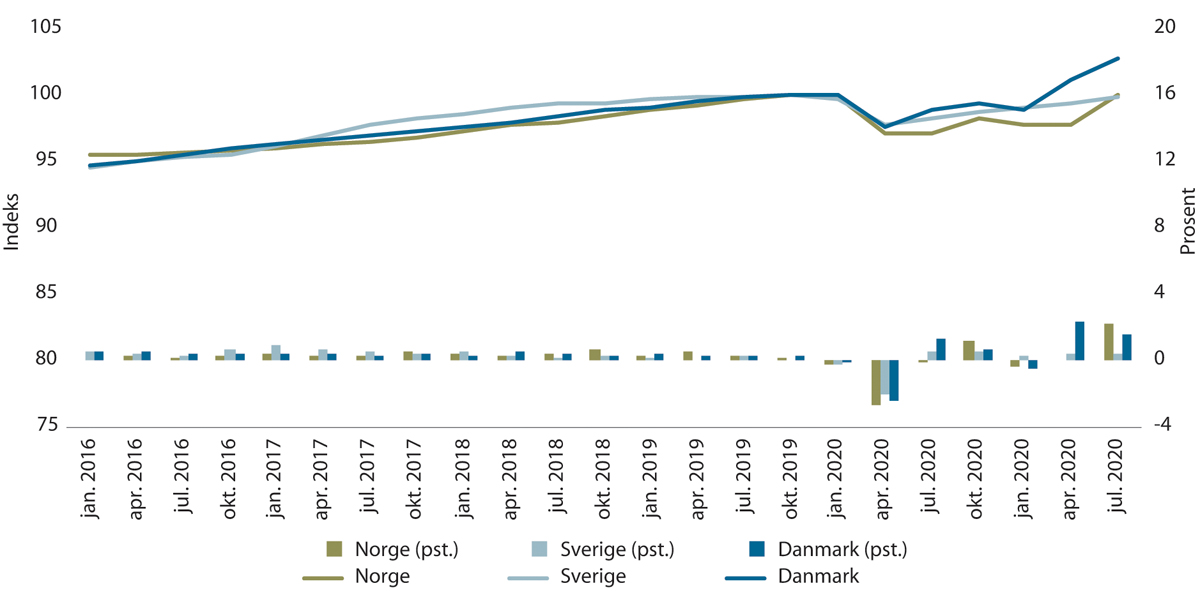 105
100
95
90
85
80
75
Indeks
20
16
12
8
4
0
-4
Prosent
jan. 2016
apr. 2016
jul. 2016
okt. 2016
jan. 2017
apr. 2017
jul. 2017
okt. 2017
jan. 2018
apr. 2018
jul. 2018
okt. 2018
jan. 2019
apr. 2019
jul. 2019
okt. 2019
jan. 2020
apr. 2020
jul. 2020
okt. 2020
jan. 2020
apr. 2020
jul. 2020
Norge (pst.) Sverige (pst.) Danmark (pst.)
Norge Sverige Danmark